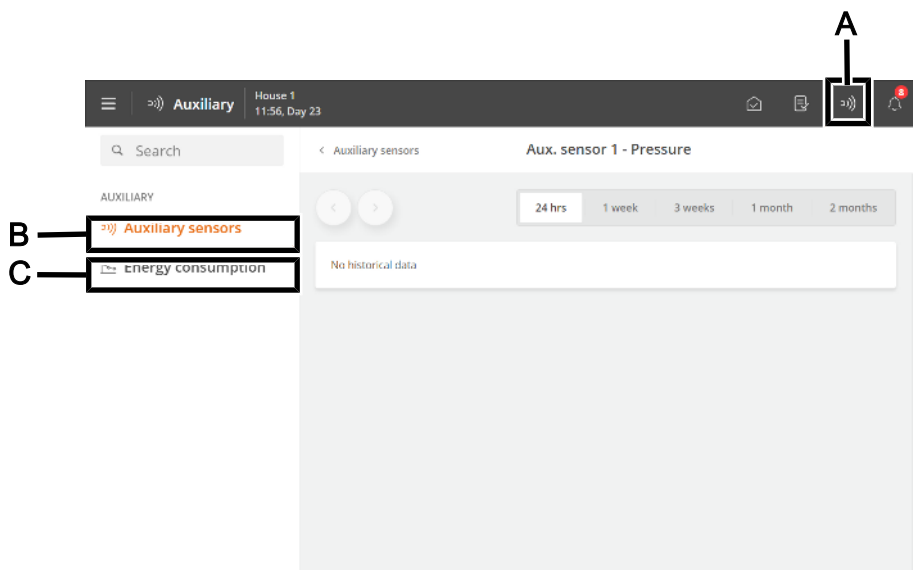 A
Auxiliary
House 1
11:56, Day 23
8
Search
Auxiliary sensors
Aux. sensor 1 - Pressure
AUXILIARY
24 hrs 1 week 3 weeks 1 month 2 months
B
Auxiliary sensors
C
Energy consumption
No historical data